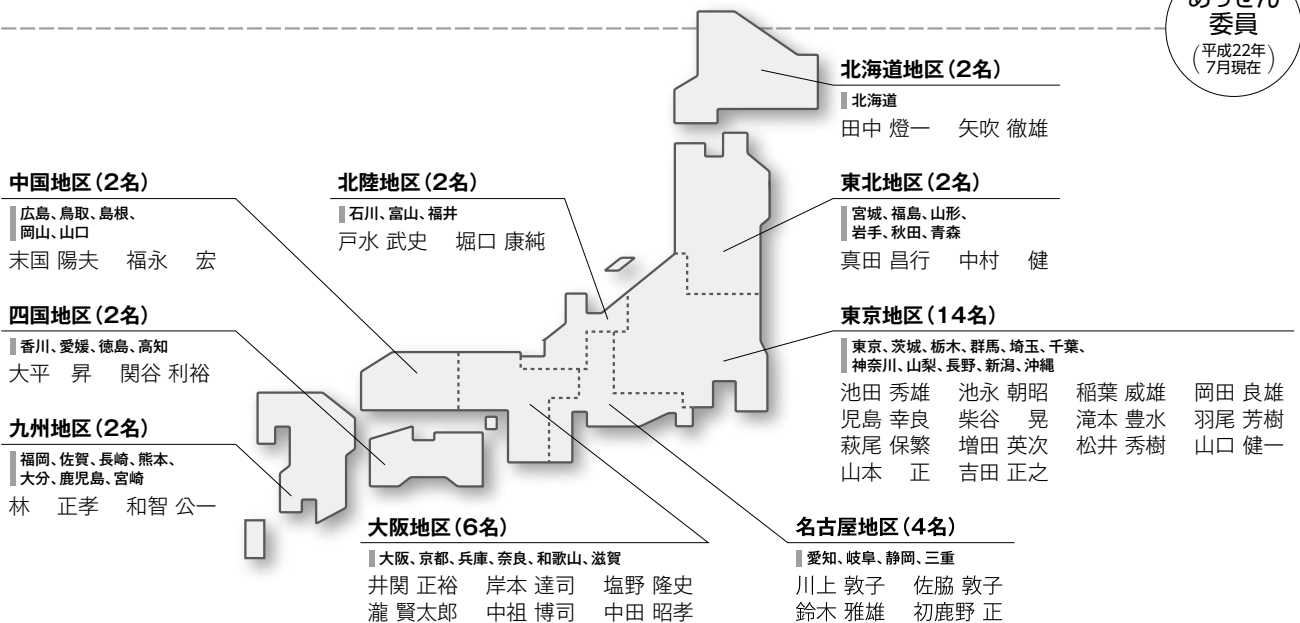 委員
(平成22年
7月現在)
北海道地区(2名)
北海道
田中 燈一 矢吹 徹雄
中国地区(2名)
広島、鳥取、島根、
岡山、山口
末国 陽夫 福永 宏
北陸地区(2名)
石川、富山、福井
戸水 武史 堀口 康純
東北地区(2名)
宮城、福島、山形、
岩手、秋田、青森
真田 昌行 中村 健
四国地区(2名)
香川、愛媛、徳島、高知
大平 昇 関谷 利裕
東京地区(14名)
東京、茨城、栃木、群馬、埼玉、千葉、
神奈川、山梨、長野、新潟、沖縄
池田 秀雄 池永 朝昭 稲葉 威雄 岡田 良雄
児島 幸良 柴谷 晃 滝本 豊水 羽尾 芳樹
萩尾 保繁 増田 英次 松井 秀樹 山口 健一
山本 正 吉田 正之
九州地区(2名)
福岡、佐賀、長崎、熊本、
大分、鹿児島、宮崎
林 正孝 和智 公一
大阪地区(6名)
大阪、京都、兵庫、奈良、和歌山、滋賀
井関 正裕 岸本 達司 塩野 隆史
瀧 賢太郎 中祖 博司 中田 昭孝
名古屋地区(4名)
愛知、岐阜、静岡、三重
川上 敦子 佐脇 敦子
鈴木 雅雄 初鹿野 正